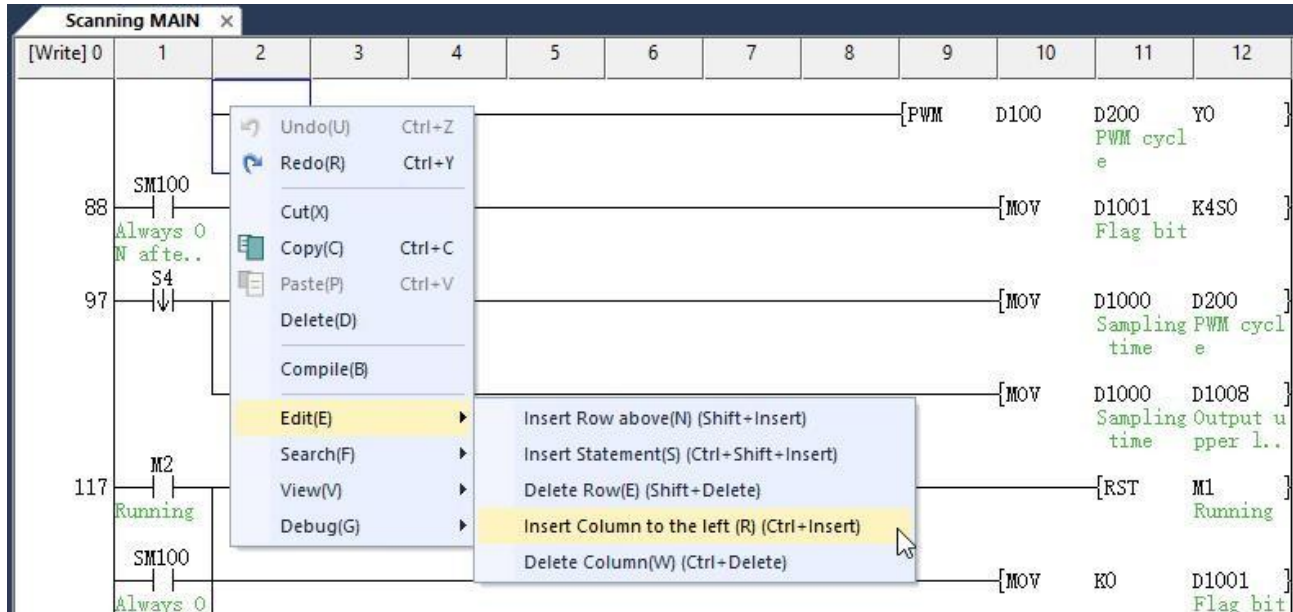 Scanning MAIN ×
[Write] 0 1 2 3 4 5 6 7 8 9 10 11 12
PWM D100 D200 Y0
PWM cycl
e
SM100
88 MOV D1001 K4S0
Always O Flag bit
N afte..
S4
97 MOV D1000 D200
Sampling PWM cycl
time e
MOV D1000 D1008
Sampling Output u
time pper l..
M2
117 RST M1
Running Running
SM100
MOV K0 D1001
Always O Flag bit
Undo(U) Ctrl+Z
Redo(R) Ctrl+Y
Cut(X)
Copy(C) Ctrl+C
Paste(P) Ctrl+V
Delete(D)
Compile(B)
Edit(E)
Search(F)
View(V)
Debug(G)
Insert Row above(N) (Shift+Insert)
Insert Statement(S) (Ctrl+Shift+Insert)
Delete Row(E) (Shift+Delete)
Insert Column to the left (R) (Ctrl+Insert)
Delete Column(W) (Ctrl+Delete)